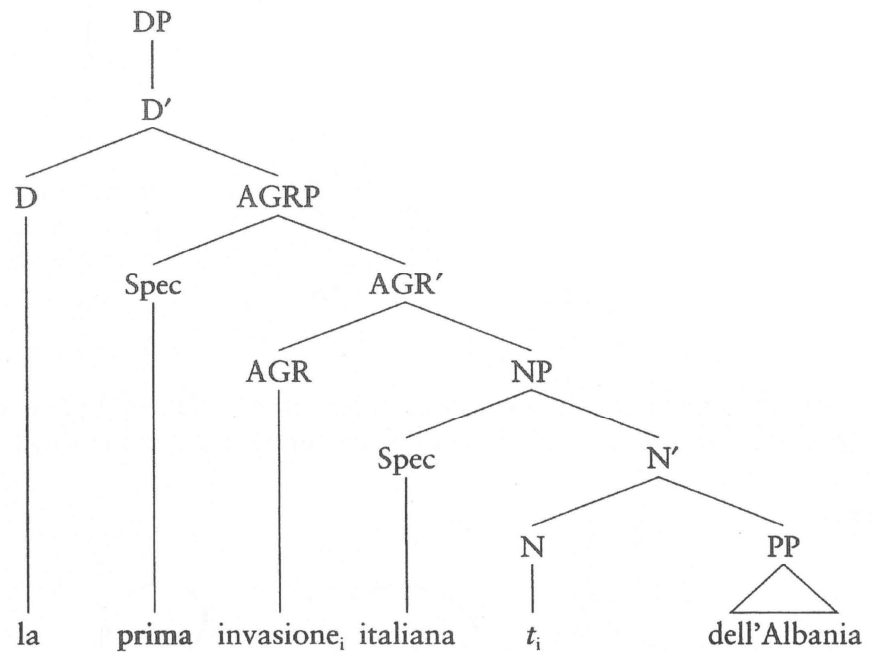 DP
D′
D AGRP
Spec AGR′
AGR NP
Spec N′
N PP
la prima invasioneᵢ italiana tᵢ dell'Albania